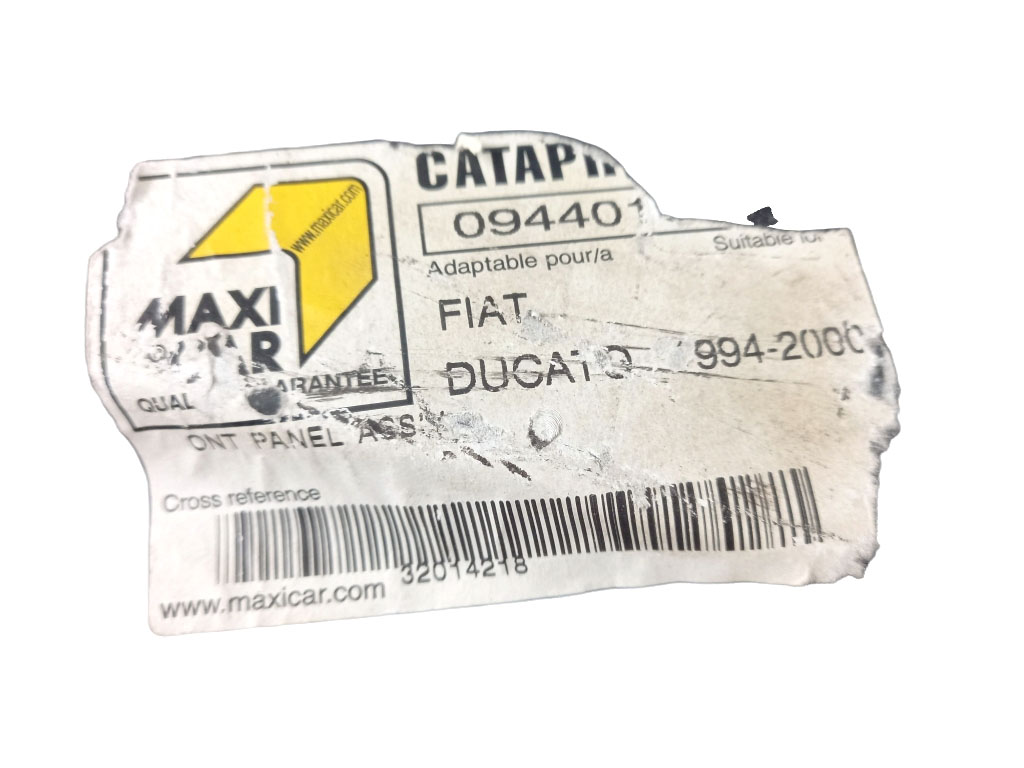 www.maxicar.com
MAXI
CAR
QUAL ARANTEE
094401
Suitable for
Adaptable pour/a
FIAT
DUCATO 994-2000
ONT PANEL ASS
Cross reference
32014218
www.maxicar.com